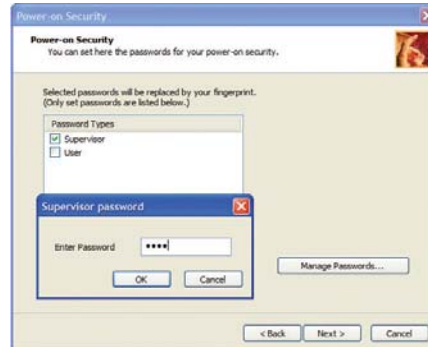 Power-on Security
Power-on Security
You can set here the passwords for your power-on security.
Selected passwords will be replaced by your fingerprint.
(Only set passwords are listed below.)
Password Types
Supervisor
User
Supervisor password
Enter Password
••••
OK
Cancel
Manage Passwords...
< Back
Next >
Cancel